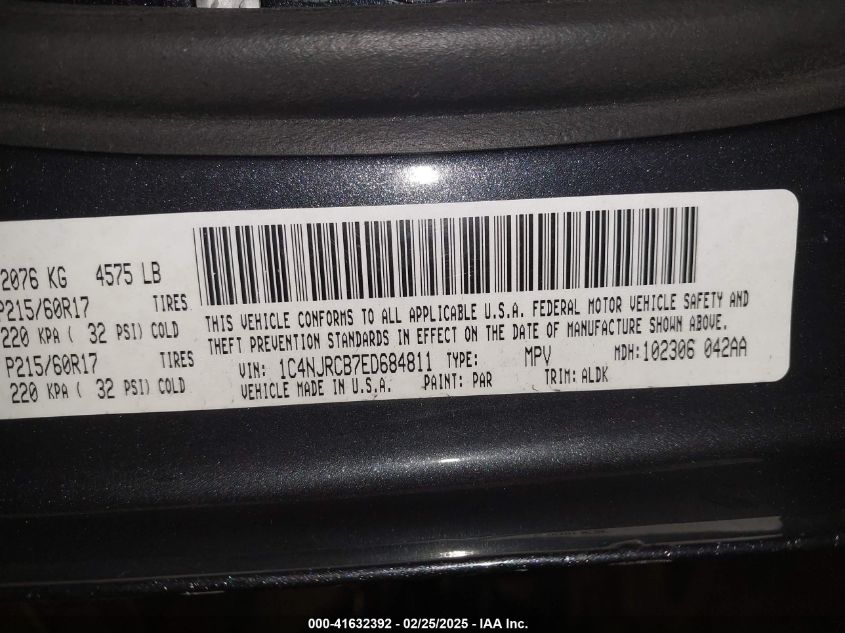 2076 KG 4575 LB
P215/60R17 TIRES
220 KPA ( 32 PSI) COLD
P215/60R17 TIRES
220 KPA ( 32 PSI) COLD
THIS VEHICLE CONFORMS TO ALL APPLICABLE U.S.A. FEDERAL MOTOR VEHICLE SAFETY AND
THEFT PREVENTION STANDARDS IN EFFECT ON THE DATE OF MANUFACTURE SHOWN ABOVE.
VIN: 1C4NJRCB7ED684811 TYPE: MPV MDH:102306 042AA
VEHICLE MADE IN U.S.A. PAINT: PAR TRIM: ALDK
000-41632392 - 02/25/2025 - IAA Inc.